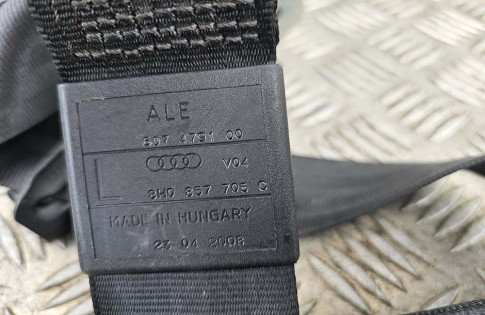 ALE
607 4791 00
L V04
8H0 857 705 C
MADE IN HUNGARY
23 04 2008